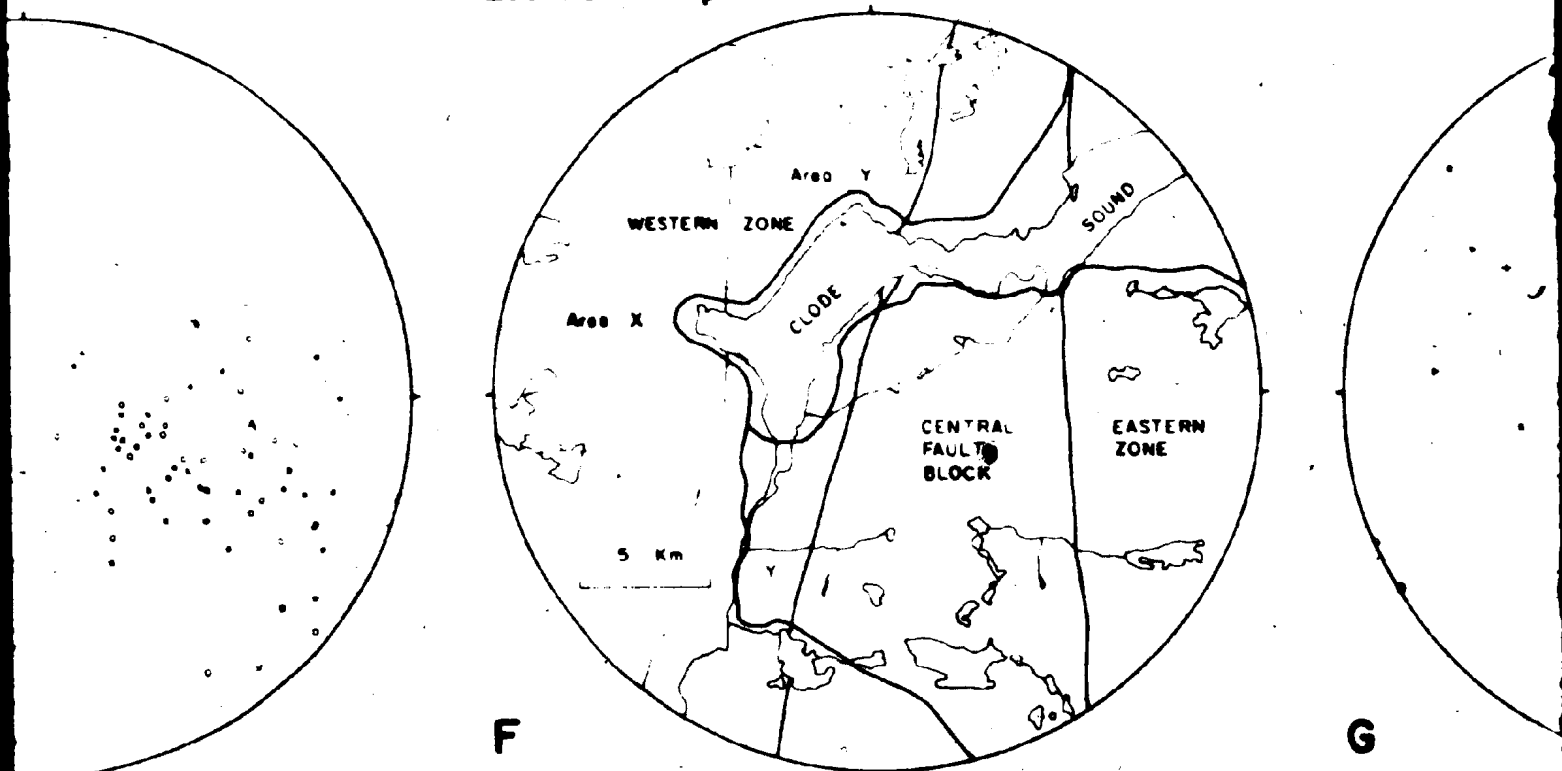 Area Y
WESTERN ZONE
SOUND
Area X
CLODE
CENTRAL
FAULT
BLOCK
EASTERN
ZONE
5 Km
Y
F
G